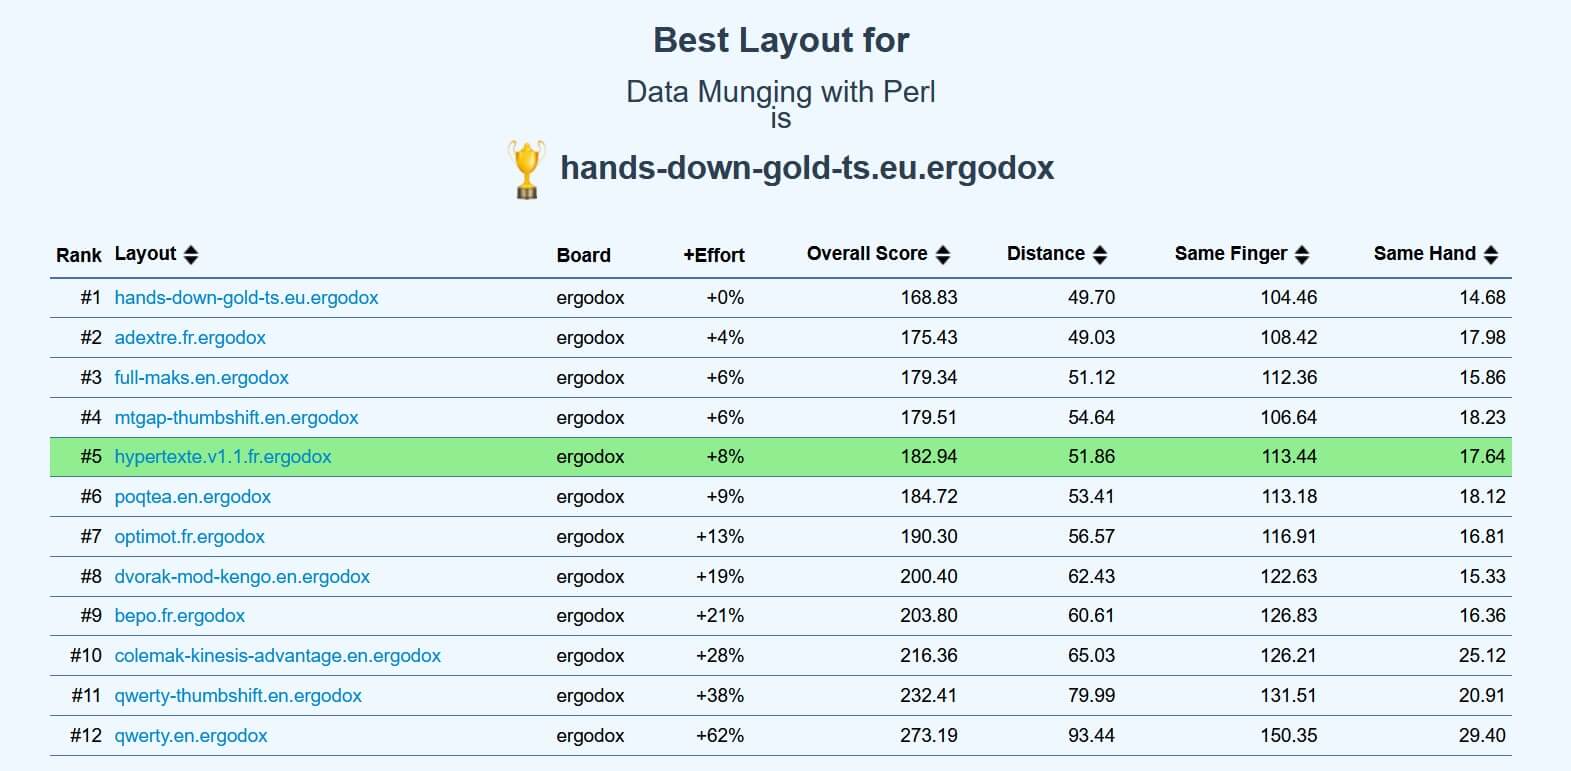 Best Layout for
Data Munging with Perl
is
hands-down-gold-ts.eu.ergodox
Rank Layout Board +Effort Overall Score Distance Same Finger Same Hand
#1 hands-down-gold-ts.eu.ergodox ergodox +0% 168.83 49.70 104.46 14.68
#2 adextre.fr.ergodox ergodox +4% 175.43 49.03 108.42 17.98
#3 full-maks.en.ergodox ergodox +6% 179.34 51.12 112.36 15.86
#4 mtgap-thumbshift.en.ergodox ergodox +6% 179.51 54.64 106.64 18.23
#5 hypertexte.v1.1.fr.ergodox ergodox +8% 182.94 51.86 113.44 17.64
#6 poqtea.en.ergodox ergodox +9% 184.72 53.41 113.18 18.12
#7 optimot.fr.ergodox ergodox +13% 190.30 56.57 116.91 16.81
#8 dvorak-mod-kengo.en.ergodox ergodox +19% 200.40 62.43 122.63 15.33
#9 bepo.fr.ergodox ergodox +21% 203.80 60.61 126.83 16.36
#10 colemak-kinesis-advantage.en.ergodox ergodox +28% 216.36 65.03 126.21 25.12
#11 qwerty-thumbshift.en.ergodox ergodox +38% 232.41 79.99 131.51 20.91
#12 qwerty.en.ergodox ergodox +62% 273.19 93.44 150.35 29.40